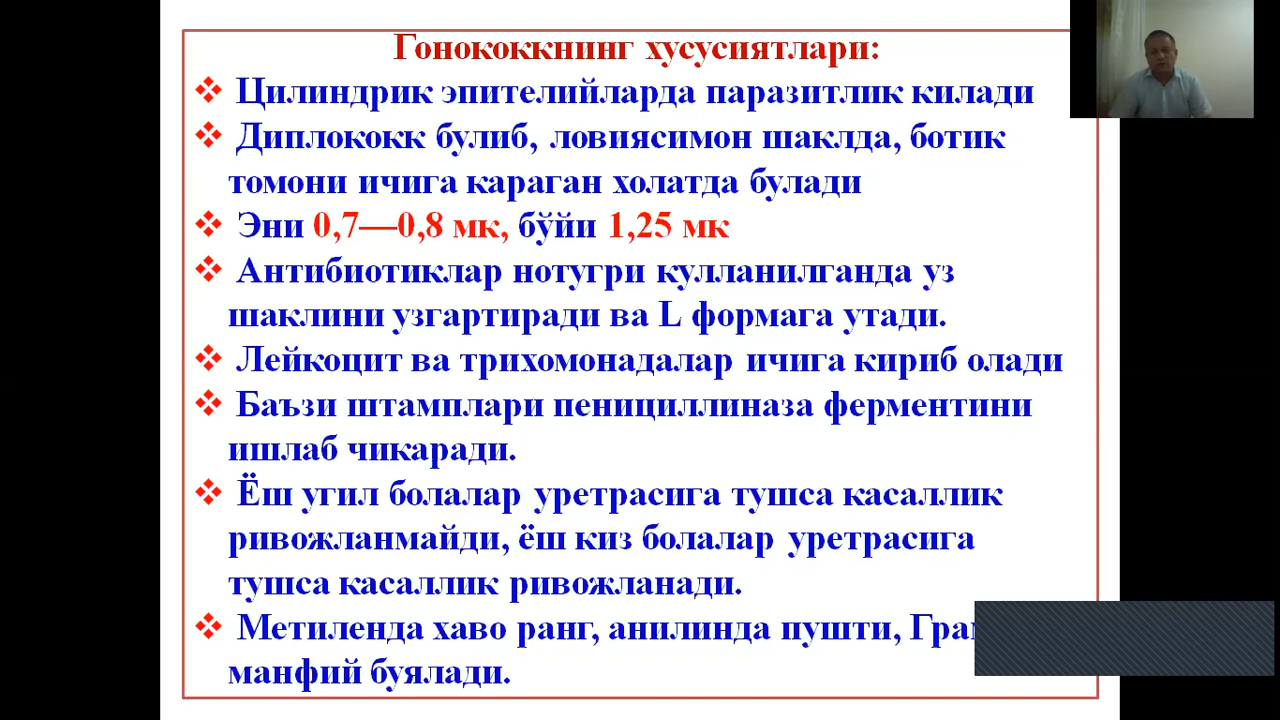 Гонококкнинг хусусиятлари:
❖ Цилиндрик эпителийларда паразитлик килади
❖ Диплококк булиб, ловиясимон шаклда, ботик
томони ичига караган холатда булади
❖ Эни 0,7—0,8 мк, бўйи 1,25 мк
❖ Антибиотиклар нотугри кулланилганда уз
шаклини узгартиради ва L формага утади.
❖ Лейкоцит ва трихомонадалар ичига кириб олади
❖ Баъзи штамплари пенициллиназа ферментини
ишлаб чикаради.
❖ Ёш угил болалар уретрасига тушса касаллик
ривожланмайди, ёш киз болалар уретрасига
тушса касаллик ривожланади.
❖ Метиленда хаво ранг, анилинда пушти,
манфий буялади.